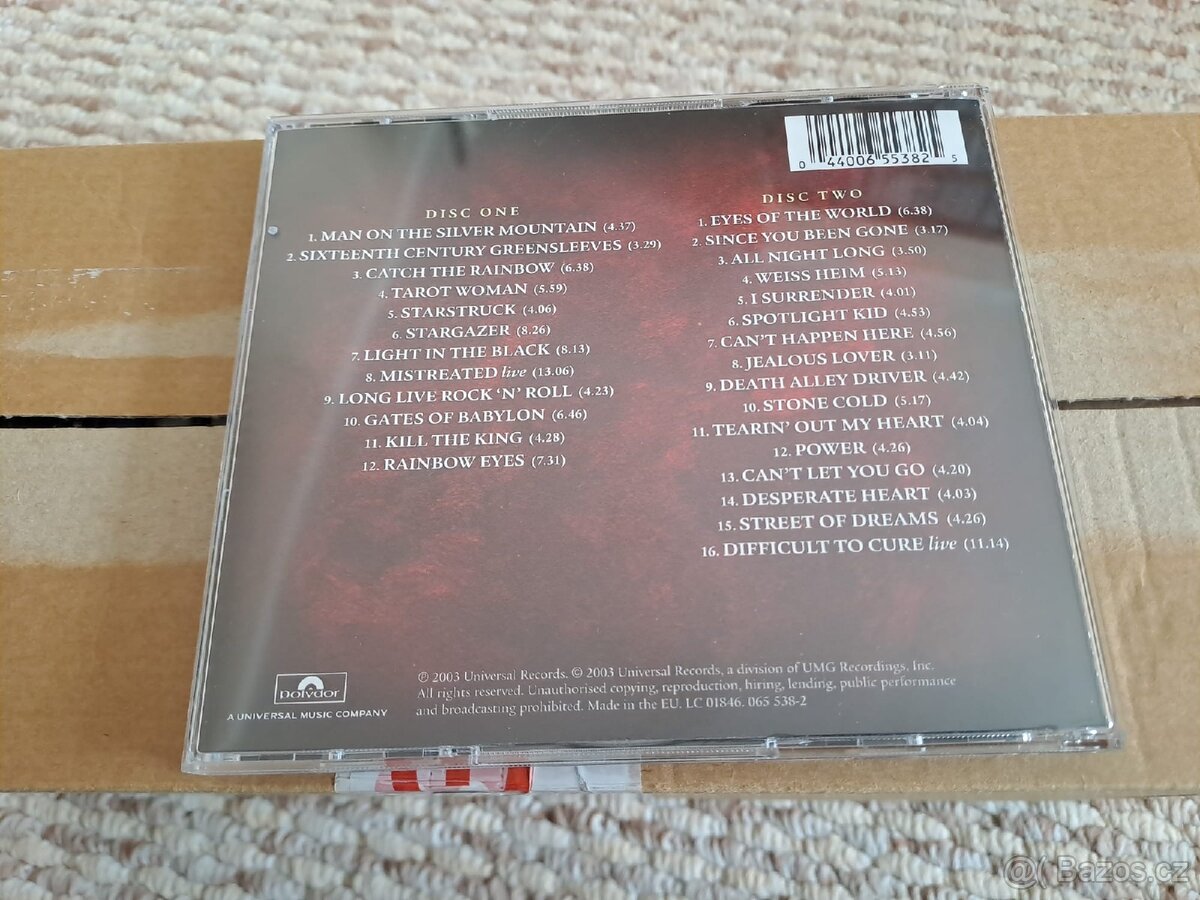 0 44006 55382 5
DISC ONE
1. MAN ON THE SILVER MOUNTAIN (4.37)
2. SIXTEENTH CENTURY GREENSLEEVES (3.29)
3. CATCH THE RAINBOW (6.38)
4. TAROT WOMAN (5.59)
5. STARSTRUCK (4.06)
6. STARGAZER (8.26)
7. LIGHT IN THE BLACK (8.13)
8. MISTREATED live (13.06)
9. LONG LIVE ROCK 'N' ROLL (4.23)
10. GATES OF BABYLON (6.46)
11. KILL THE KING (4.28)
12. RAINBOW EYES (7.31)
DISC TWO
1. EYES OF THE WORLD (6.38)
2. SINCE YOU BEEN GONE (3.17)
3. ALL NIGHT LONG (3.50)
4. WEISS HEIM (5.13)
5. I SURRENDER (4.01)
6. SPOTLIGHT KID (4.53)
7. CAN'T HAPPEN HERE (4.56)
8. JEALOUS LOVER (3.11)
9. DEATH ALLEY DRIVER (4.42)
10. STONE COLD (5.17)
11. TEARIN' OUT MY HEART (4.04)
12. POWER (4.26)
13. CAN'T LET YOU GO (4.20)
14. DESPERATE HEART (4.03)
15. STREET OF DREAMS (4.26)
16. DIFFICULT TO CURE live (11.14)
polydor
A UNIVERSAL MUSIC COMPANY
℗ 2003 Universal Records. © 2003 Universal Records, a division of UMG Recordings, Inc.
All rights reserved. Unauthorised copying, reproduction, hiring, lending, public performance
and broadcasting prohibited. Made in the EU. LC 01846. 065 538-2
@ Bazos.cz